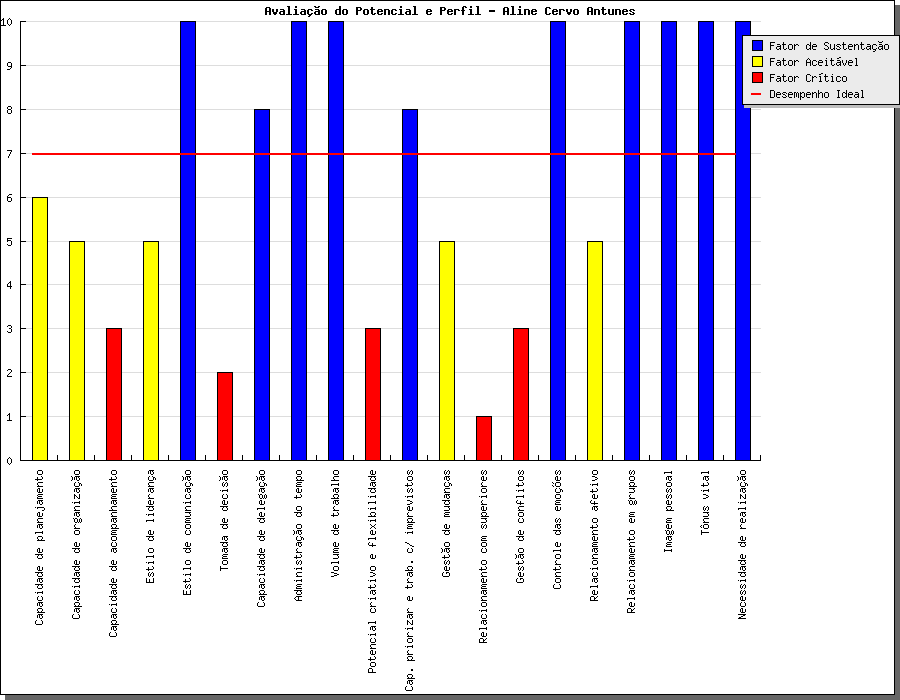 Avaliação do Potencial e Perfil - Aline Cervo Antunes
10
9
8
7
6
5
4
3
2
1
0
Fator de Sustentação
Fator Aceitável
Fator Crítico
Desempenho Ideal
Capacidade de planejamento
Capacidade de organização
Capacidade de acompanhamento
Estilo de liderança
Estilo de comunicação
Tomada de decisão
Capacidade de delegação
Administração do tempo
Volume de trabalho
Potencial criativo e flexibilidade
Cap. priorizar e trab. c/ imprevistos
Gestão de mudanças
Relacionamento com superiores
Gestão de conflitos
Controle das emoções
Relacionamento afetivo
Relacionamento em grupos
Imagem pessoal
Tônus vital
Necessidade de realização